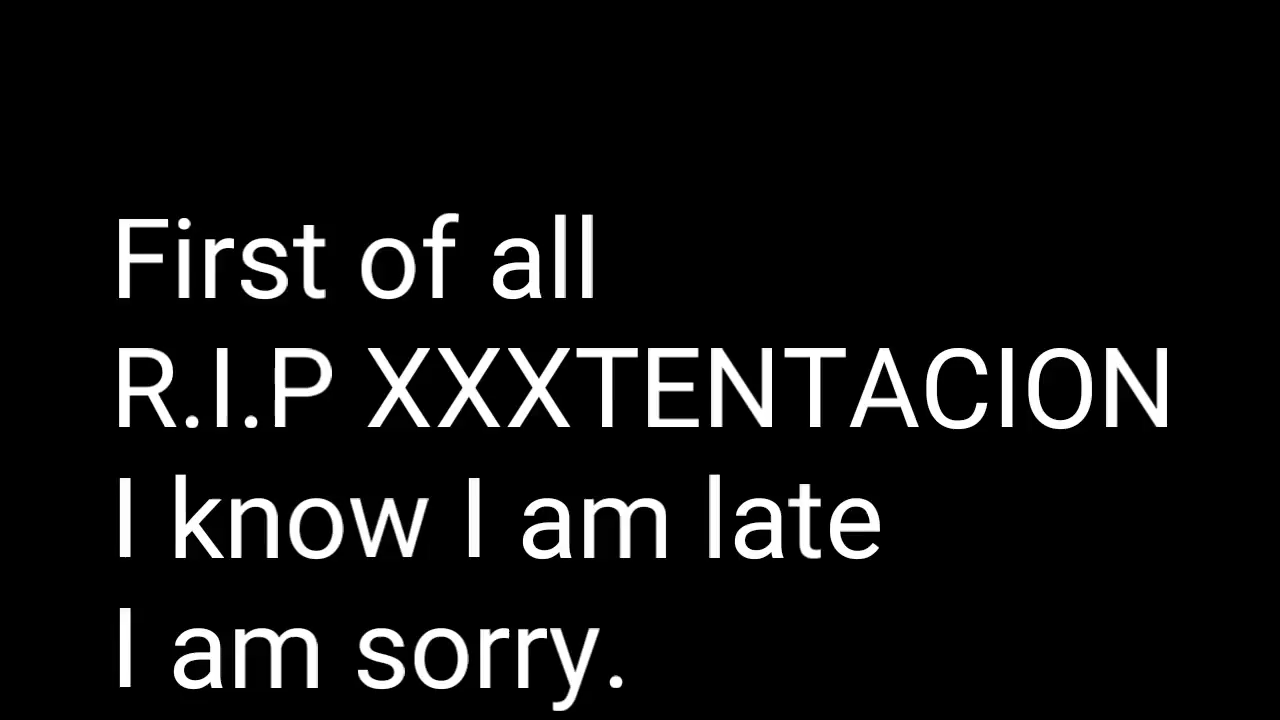 First of all
R.I.P XXXTENTACION
I know I am late
I am sorry.